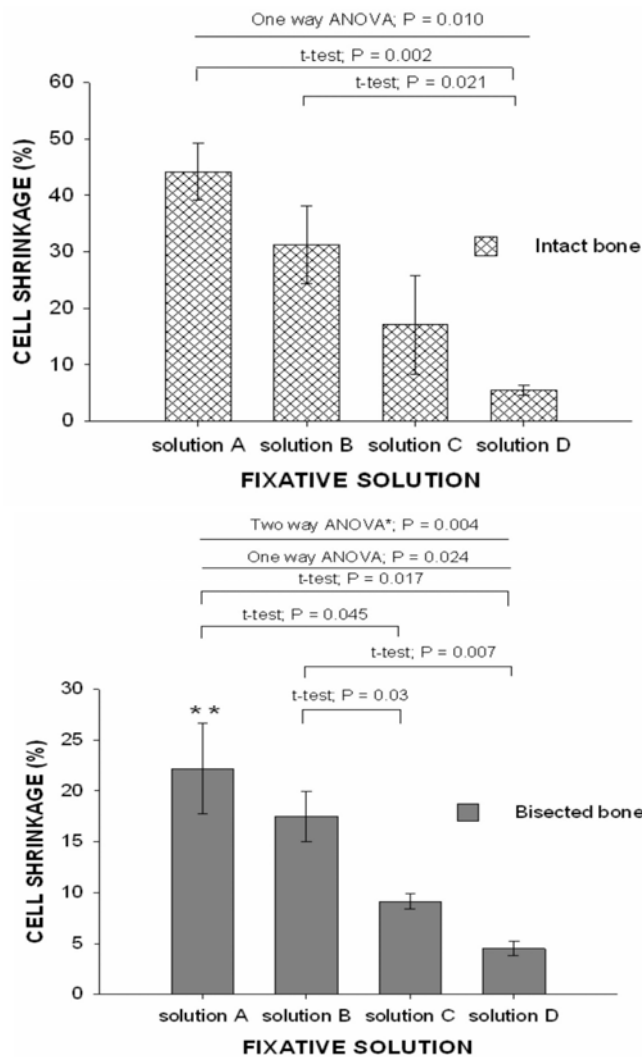 One way ANOVA; P = 0.010
t-test; P = 0.002
t-test; P = 0.021
60
50
40
30
20
10
0
CELL SHRINKAGE (%)
Intact bone
solution A solution B solution C solution D
FIXATIVE SOLUTION
Two way ANOVA*; P = 0.004
One way ANOVA; P = 0.024
t-test; P = 0.017
t-test; P = 0.045
t-test; P = 0.007
t-test; P = 0.03
30
25
20
15
10
5
0
CELL SHRINKAGE (%)
**
Bisected bone
solution A solution B solution C solution D
FIXATIVE SOLUTION